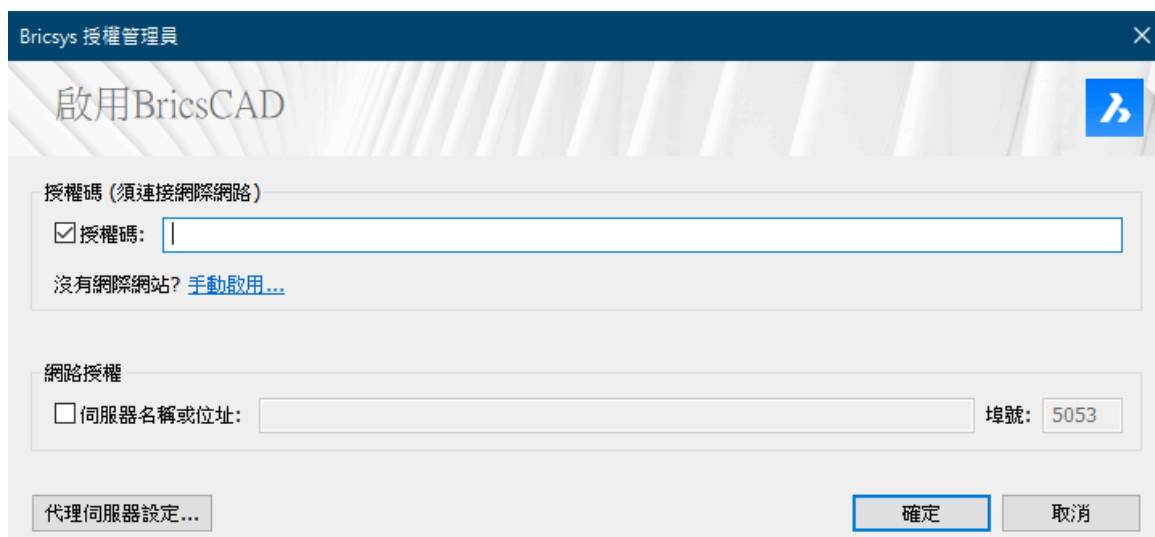 Bricsys 授權管理員
啟用BricsCAD
授權碼 (須連接網際網路)
授權碼:
沒有網際網站? 手動啟用...
網路授權
伺服器名稱或位址: 埠號: 5053
代理伺服器設定... 確定 取消